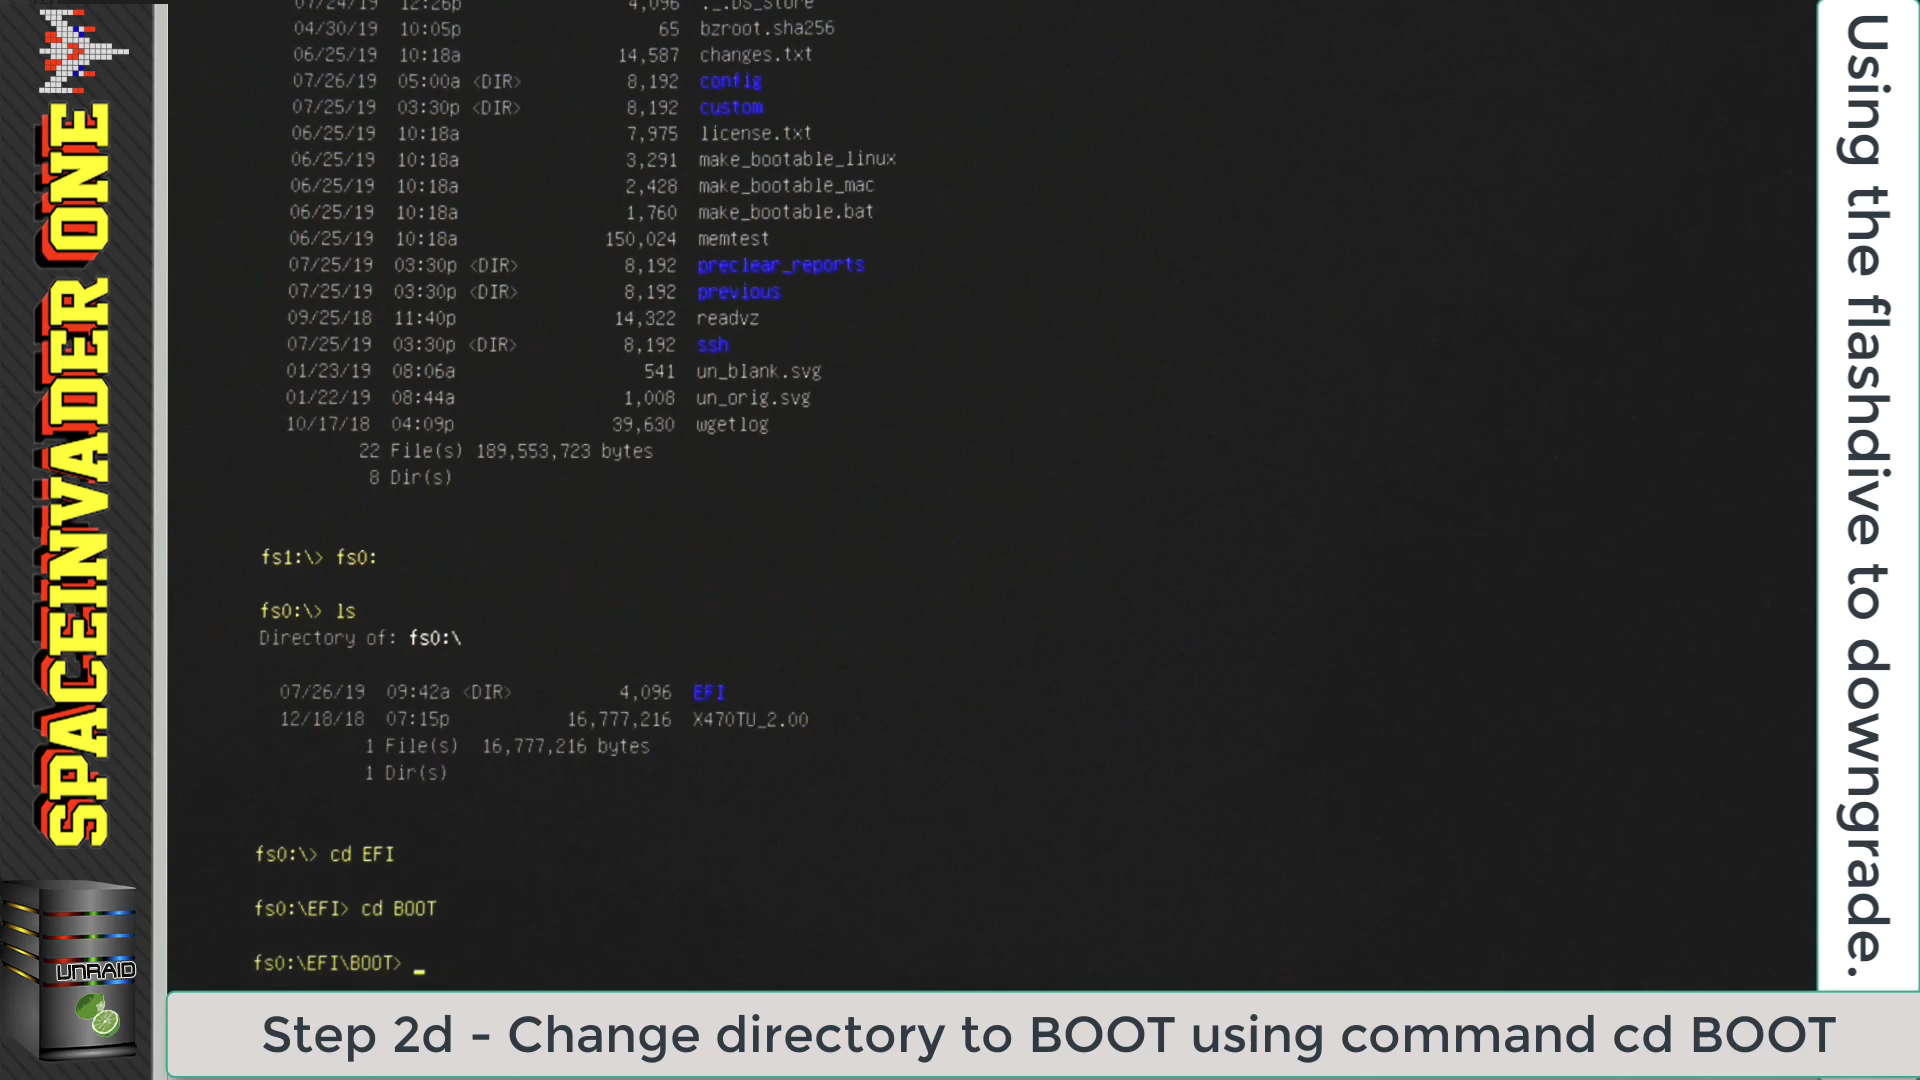 SPACEINVADER ONE
UNRAID
07/24/19 12:26p 4,096 ._.DS_Store
04/30/19 10:05p 65 bzroot.sha256
06/25/19 10:18a 14,587 changes.txt
07/26/19 05:00a <DIR> 8,192 config
07/25/19 03:30p <DIR> 8,192 custom
06/25/19 10:18a 7,975 license.txt
06/25/19 10:18a 3,291 make_bootable_linux
06/25/19 10:18a 2,428 make_bootable_mac
06/25/19 10:18a 1,760 make_bootable.bat
06/25/19 10:18a 150,024 memtest
07/25/19 03:30p <DIR> 8,192 preclear_reports
07/25/19 03:30p <DIR> 8,192 previous
09/25/18 11:40p 14,322 readvz
07/25/19 03:30p <DIR> 8,192 ssh
01/23/19 08:06a 541 un_blank.svg
01/22/19 08:44a 1,008 un_orig.svg
10/17/18 04:09p 39,630 wgetlog
22 File(s) 189,553,723 bytes
8 Dir(s)
fs1:\> fs0:
fs0:\> ls
Directory of: fs0:\
07/26/19 09:42a <DIR> 4,096 EFI
12/18/18 07:15p 16,777,216 X470TU_2.00
1 File(s) 16,777,216 bytes
1 Dir(s)
fs0:\> cd EFI
fs0:\EFI> cd BOOT
fs0:\EFI\BOOT> _
Using the flashdive to downgrade.
Step 2d - Change directory to BOOT using command cd BOOT